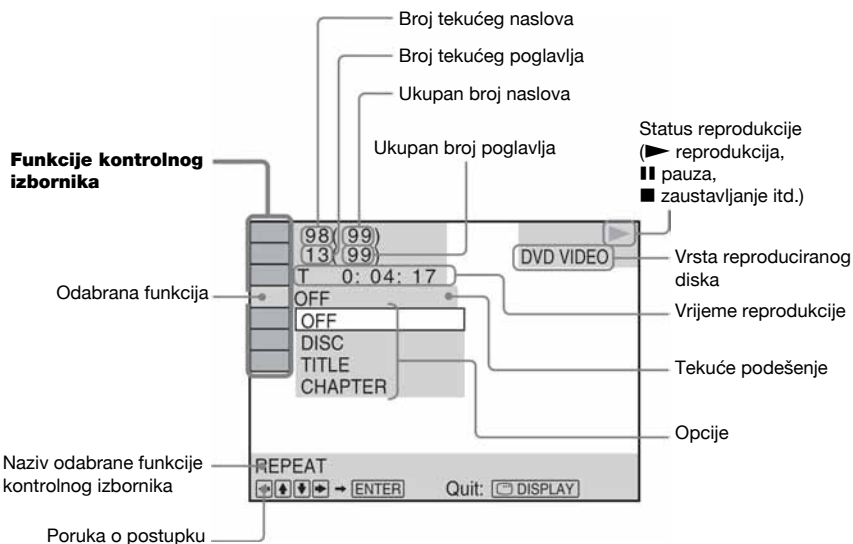 Broj tekućeg naslova
Broj tekućeg poglavlja
Ukupan broj naslova
Ukupan broj poglavlja
Status reprodukcije
(► reprodukcija,
❚❚ pauza,
■ zaustavljanje itd.)
Funkcije kontrolnog
izbornika
98(99)
13(99)
DVD VIDEO
Vrsta reproduciranog
diska
T 0: 04: 17
Vrijeme reprodukcije
Odabrana funkcija
OFF
OFF
DISC
TITLE
CHAPTER
Tekuće podešenje
Opcije
Naziv odabrane funkcije
kontrolnog izbornika
REPEAT
←↑↓→ → ENTER Quit: DISPLAY
Poruka o postupku